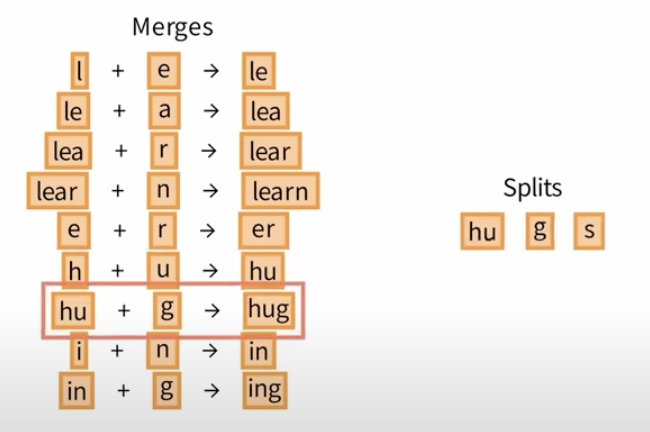 Merges
l + e → le
le + a → lea
lea + r → lear
lear + n → learn
e + r → er
h + u → hu
hu + g → hug
i + n → in
in + g → ing
Splits
hu g s